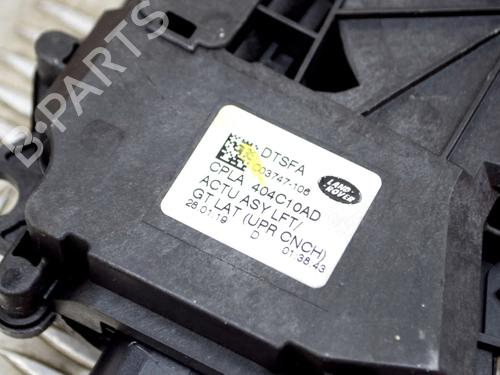 B-PARTS
DTSFA
C03747-106
CPLA 404C10AD
ACTU ASY LFT/
GT LAT (UPR CNCH)
28.01.19 D 01:38:43
LAND
ROVER